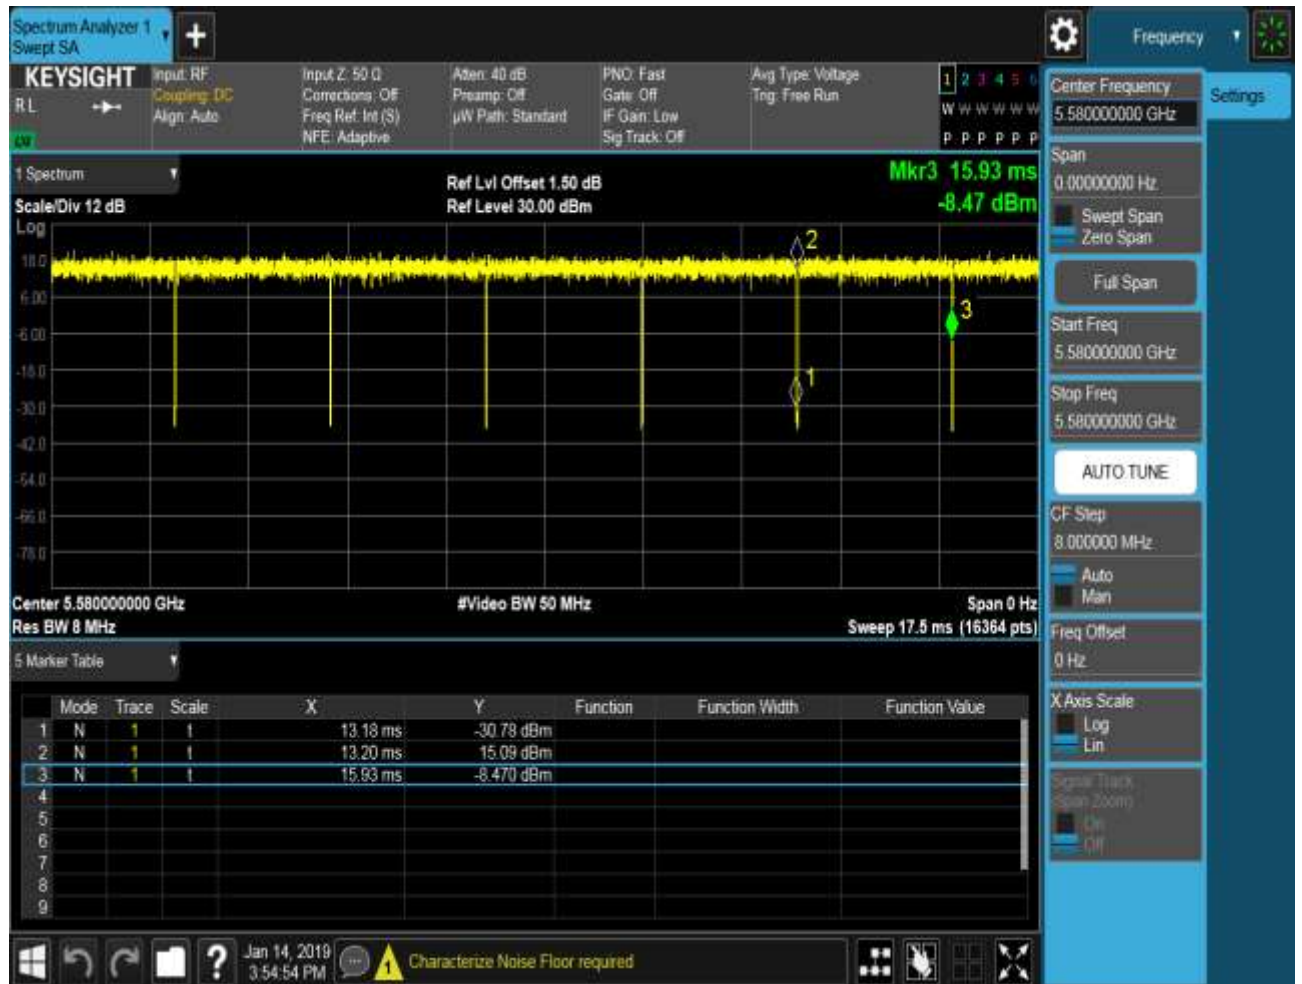 Spectrum Analyzer 1
Swept SA
+
Frequency
KEYSIGHT
RL
Input: RF
Coupling: DC
Align: Auto
Input Z: 50 Ω
Corrections: Off
Freq Ref: Int (S)
NFE: Adaptive
Atten: 40 dB
Preamp: Off
µW Path: Standard
PNO: Fast
Gate: Off
IF Gain: Low
Sig Track: Off
Avg Type: Voltage
Trig: Free Run
1 2 3 4 5 6
W W W W W W
P P P P P P
Center Frequency
5.580000000 GHz
Settings
Span
0.00000000 Hz
Swept Span
Zero Span
Full Span
Start Freq
5.580000000 GHz
Stop Freq
5.580000000 GHz
AUTO TUNE
CF Step
8.000000 MHz
Auto
Man
Freq Offset
0 Hz
X Axis Scale
Log
Lin
Signal Track
(Span Zoom)
On
Off
1 Spectrum
Scale/Div 12 dB
Ref Lvl Offset 1.50 dB
Ref Level 30.00 dBm
Mkr3 15.93 ms
-8.47 dBm
Log
18.0
6.00
-6.00
-18.0
-30.0
-42.0
-54.0
-66.0
-78.0
2
3
1
Center 5.580000000 GHz
#Video BW 50 MHz
Span 0 Hz
Res BW 8 MHz
Sweep 17.5 ms (16364 pts)
5 Marker Table
Mode Trace Scale X Y Function Function Width Function Value
1 N 1 t 13.18 ms -30.78 dBm
2 N 1 t 13.20 ms 15.09 dBm
3 N 1 t 15.93 ms -8.470 dBm
4
5
6
7
8
9
?
Jan 14, 2019
3:54:54 PM
1
Characterize Noise Floor required